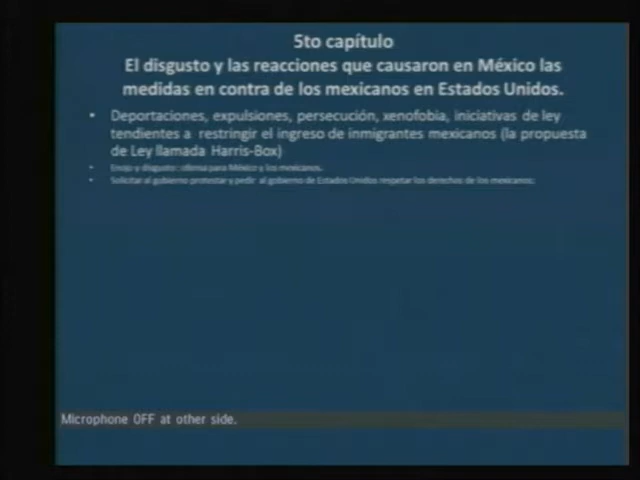 5to capítulo
El disgusto y las reacciones que causaron en México las
medidas en contra de los mexicanos en Estados Unidos.
• Deportaciones, expulsiones, persecución, xenofobia, iniciativas de ley
tendientes a restringir el ingreso de inmigrantes mexicanos (la propuesta
de Ley llamada Harris-Box)
• Enojo y disgusto: ofensa para México y los mexicanos.
• Solicitar al gobierno protestar y pedir al gobierno de Estados Unidos respetar los derechos de los mexicanos:
Microphone OFF at other side.